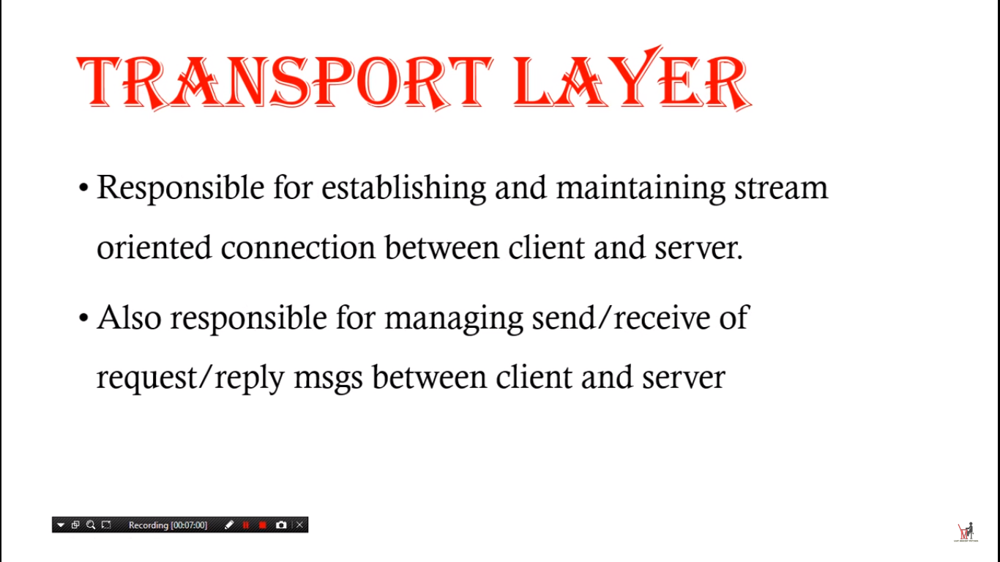 TRANSPORT LAYER
• Responsible for establishing and maintaining stream
oriented connection between client and server.
• Also responsible for managing send/receive of
request/reply msgs between client and server
Recording [00:07:00]